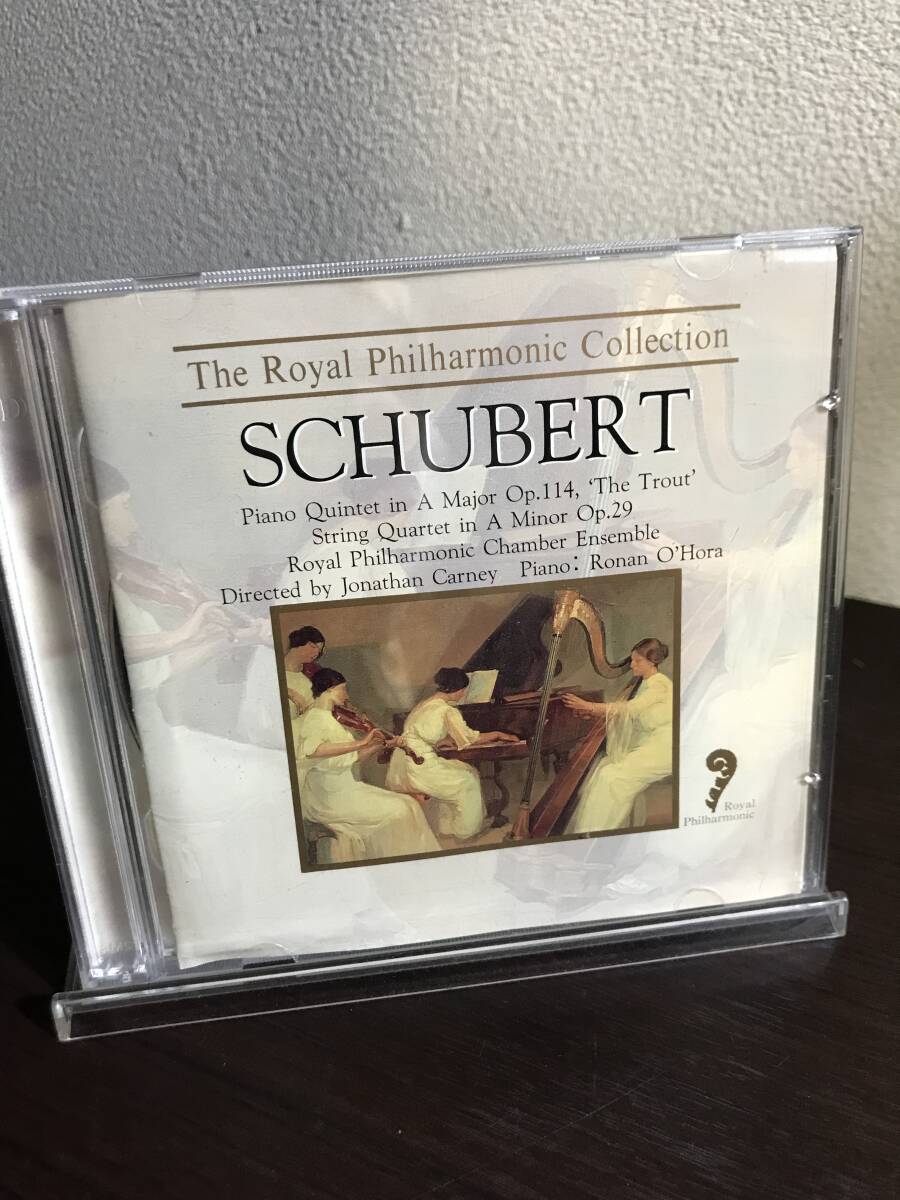 The Royal Philharmonic Collection
SCHUBERT
Piano Quintet in A Major Op.114, ‘The Trout’
String Quartet in A Minor Op.29
Royal Philharmonic Chamber Ensemble
Directed by Jonathan Carney Piano: Ronan O’Hora
Royal
Philharmonic